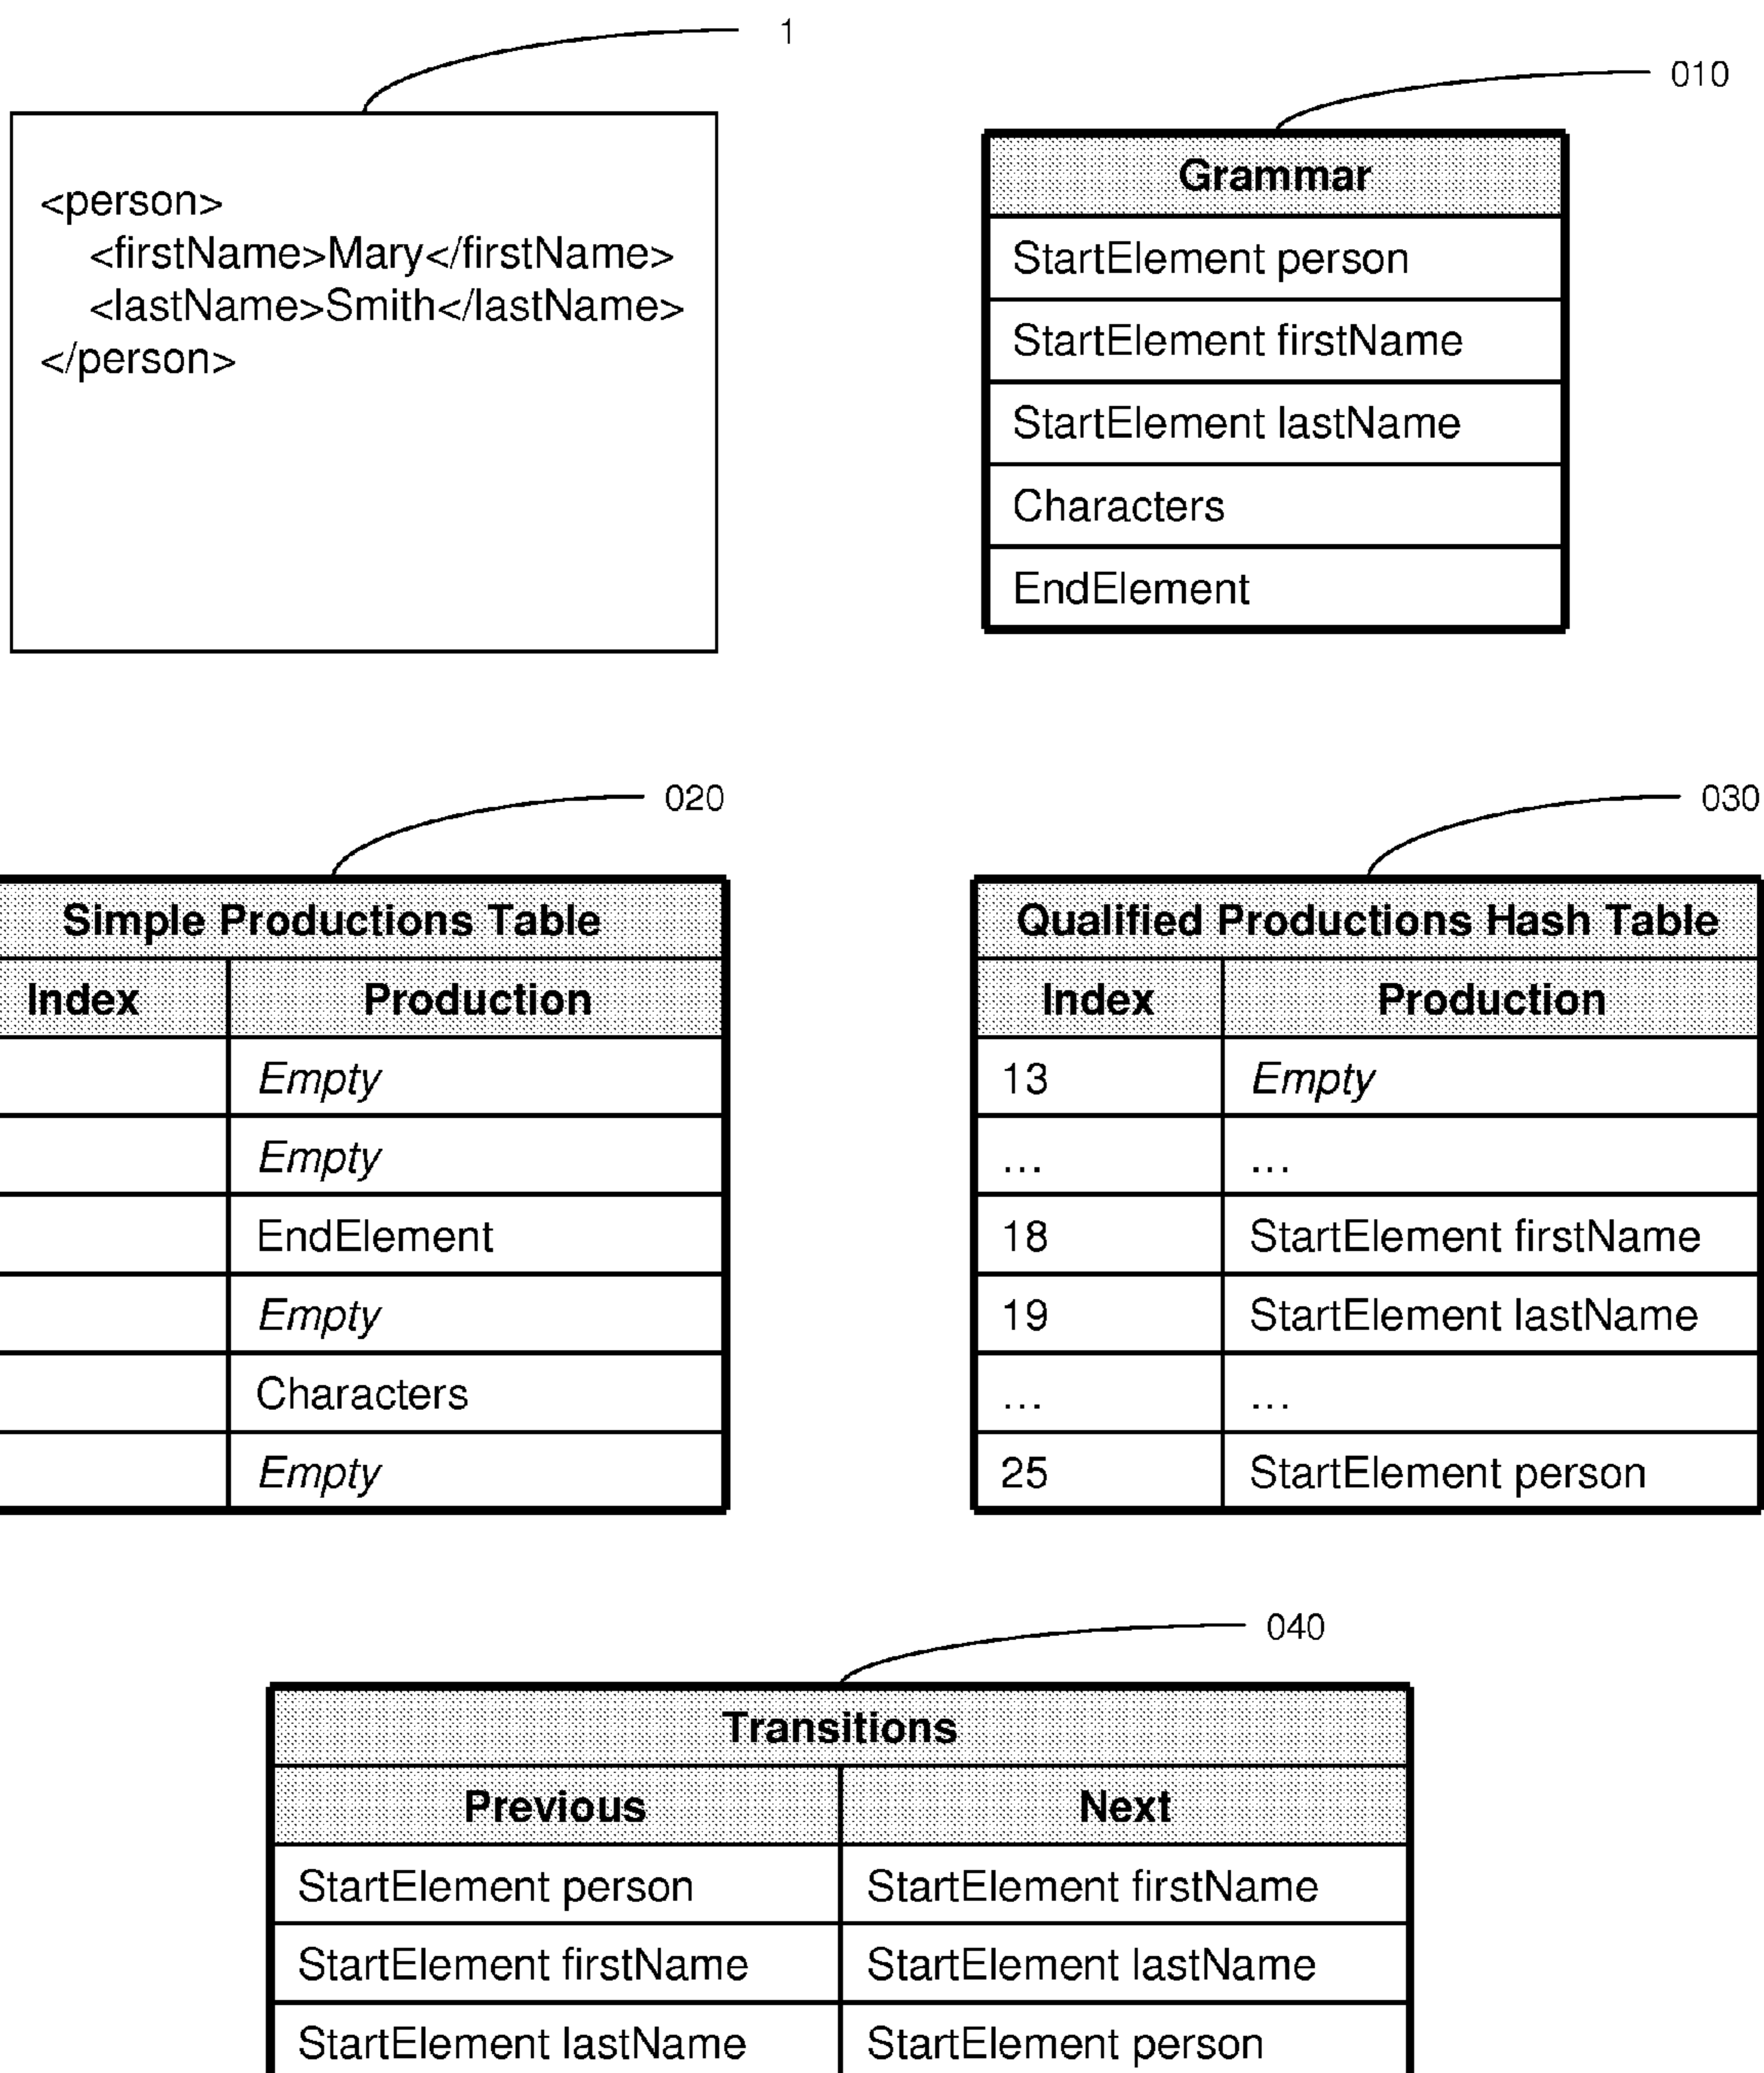 1
<person>
<firstName>Mary</firstName>
<lastName>Smith</lastName>
</person>
010
Grammar
StartElement person
StartElement firstName
StartElement lastName
Characters
EndElement
020
Simple Productions Table
Index Production
Empty
Empty
EndElement
Empty
Characters
Empty
030
Qualified Productions Hash Table
Index Production
13 Empty
... ...
18 StartElement firstName
19 StartElement lastName
... ...
25 StartElement person
040
Transitions
Previous Next
StartElement person StartElement firstName
StartElement firstName StartElement lastName
StartElement lastName StartElement person